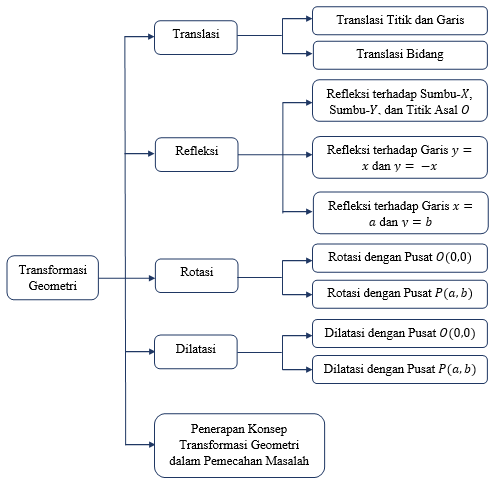 Transformasi
Geometri
Translasi
Translasi Titik dan Garis
Translasi Bidang
Refleksi
Refleksi terhadap Sumbu-X,
Sumbu-Y, dan Titik Asal O
Refleksi terhadap Garis y =
x dan y = −x
Refleksi terhadap Garis x =
a dan y = b
Rotasi
Rotasi dengan Pusat O(0,0)
Rotasi dengan Pusat P(a, b)
Dilatasi
Dilatasi dengan Pusat O(0,0)
Dilatasi dengan Pusat P(a, b)
Penerapan Konsep
Transformasi Geometri
dalam Pemecahan Masalah